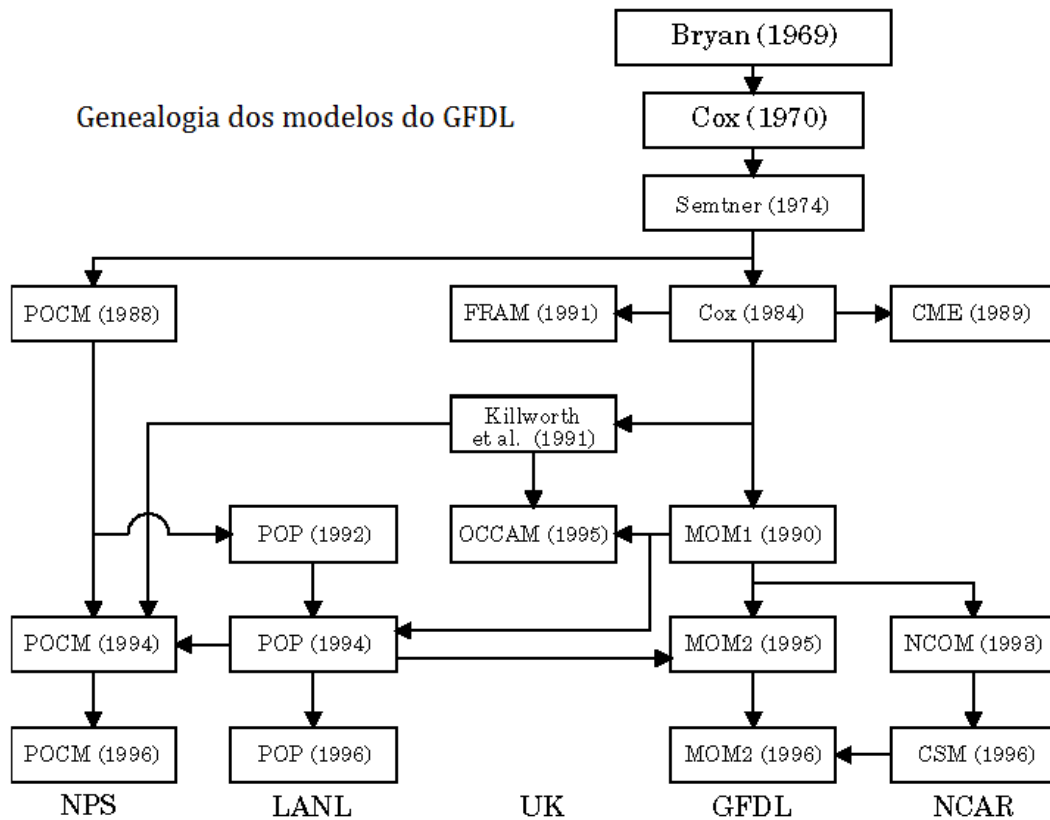 Bryan (1969)
Genealogia dos modelos do GFDL
Cox (1970)
Semtner (1974)
POCM (1988)
FRAM (1991)
Cox (1984)
CME (1989)
Killworth
et al. (1991)
POP (1992)
OCCAM (1995)
MOM1 (1990)
POCM (1994)
POP (1994)
MOM2 (1995)
NCOM (1993)
POCM (1996)
POP (1996)
MOM2 (1996)
CSM (1996)
NPS
LANL
UK
GFDL
NCAR